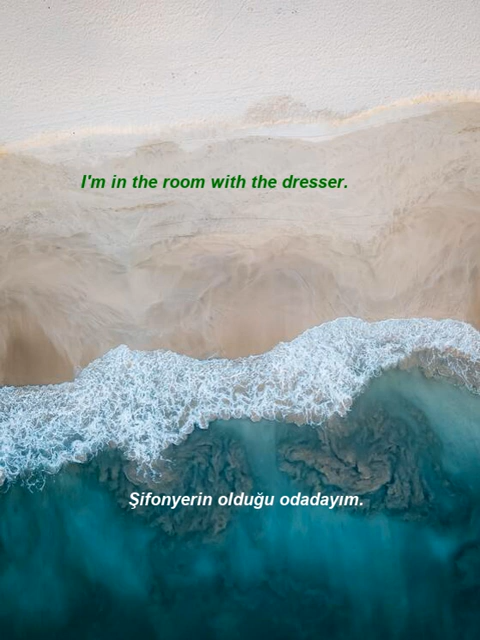 I'm in the room with the dresser.
Şifonyerin olduğu odadayım.